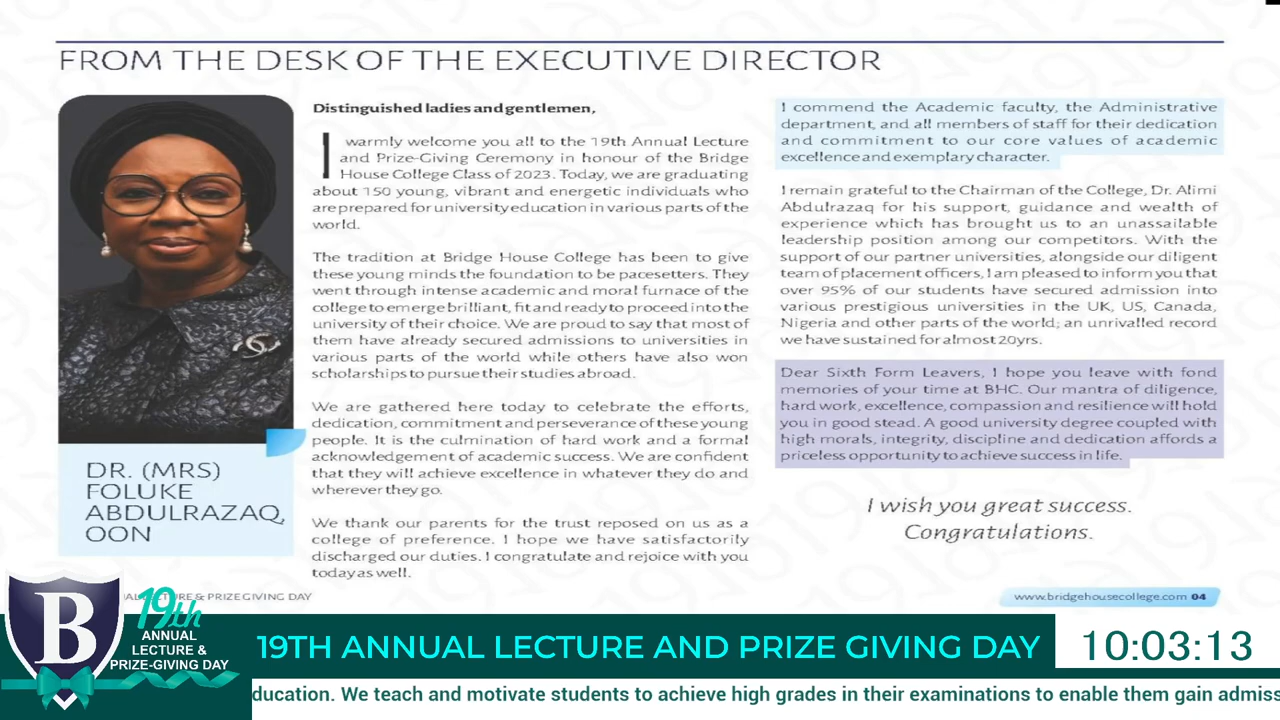 FROM THE DESK OF THE EXECUTIVE DIRECTOR
DR. (MRS)
FOLUKE
ABDULRAZAQ,
OON
Distinguished ladies and gentlemen,
I warmly welcome you all to the 19th Annual Lecture
and Prize-Giving Ceremony in honour of the Bridge
House College Class of 2023. Today, we are graduating
about 150 young, vibrant and energetic individuals who
are prepared for university education in various parts of the
world.
The tradition at Bridge House College has been to give
these young minds the foundation to be pacesetters. They
went through intense academic and moral furnace of the
college to emerge brilliant, fit and ready to proceed into the
university of their choice. We are proud to say that most of
them have already secured admissions to universities in
various parts of the world while others have also won
scholarships to pursue their studies abroad.
We are gathered here today to celebrate the efforts,
dedication, commitment and perseverance of these young
people. It is the culmination of hard work and a formal
acknowledgement of academic success. We are confident
that they will achieve excellence in whatever they do and
wherever they go.
We thank our parents for the trust reposed on us as a
college of preference. I hope we have satisfactorily
discharged our duties. I congratulate and rejoice with you
today as well.
I commend the Academic faculty, the Administrative
department, and all members of staff for their dedication
and commitment to our core values of academic
excellence and exemplary character.
I remain grateful to the Chairman of the College, Dr. Alimi
Abdulrazaq for his support, guidance and wealth of
experience which has brought us to an unassailable
leadership position among our competitors. With the
support of our partner universities, alongside our diligent
team of placement officers, I am pleased to inform you that
over 95% of our students have secured admission into
various prestigious universities in the UK, US, Canada,
Nigeria and other parts of the world; an unrivalled record
we have sustained for almost 20yrs.
Dear Sixth Form Leavers, I hope you leave with fond
memories of your time at BHC. Our mantra of diligence,
hard work, excellence, compassion and resilience will hold
you in good stead. A good university degree coupled with
high morals, integrity, discipline and dedication affords a
priceless opportunity to achieve success in life.
I wish you great success.
Congratulations.
& PRIZE GIVING DAY
www.bridgehousecollege.com 04
B
19th
ANNUAL
LECTURE &
PRIZE-GIVING DAY
19TH ANNUAL LECTURE AND PRIZE GIVING DAY
10:03:13
ducation. We teach and motivate students to achieve high grades in their examinations to enable them gain admiss